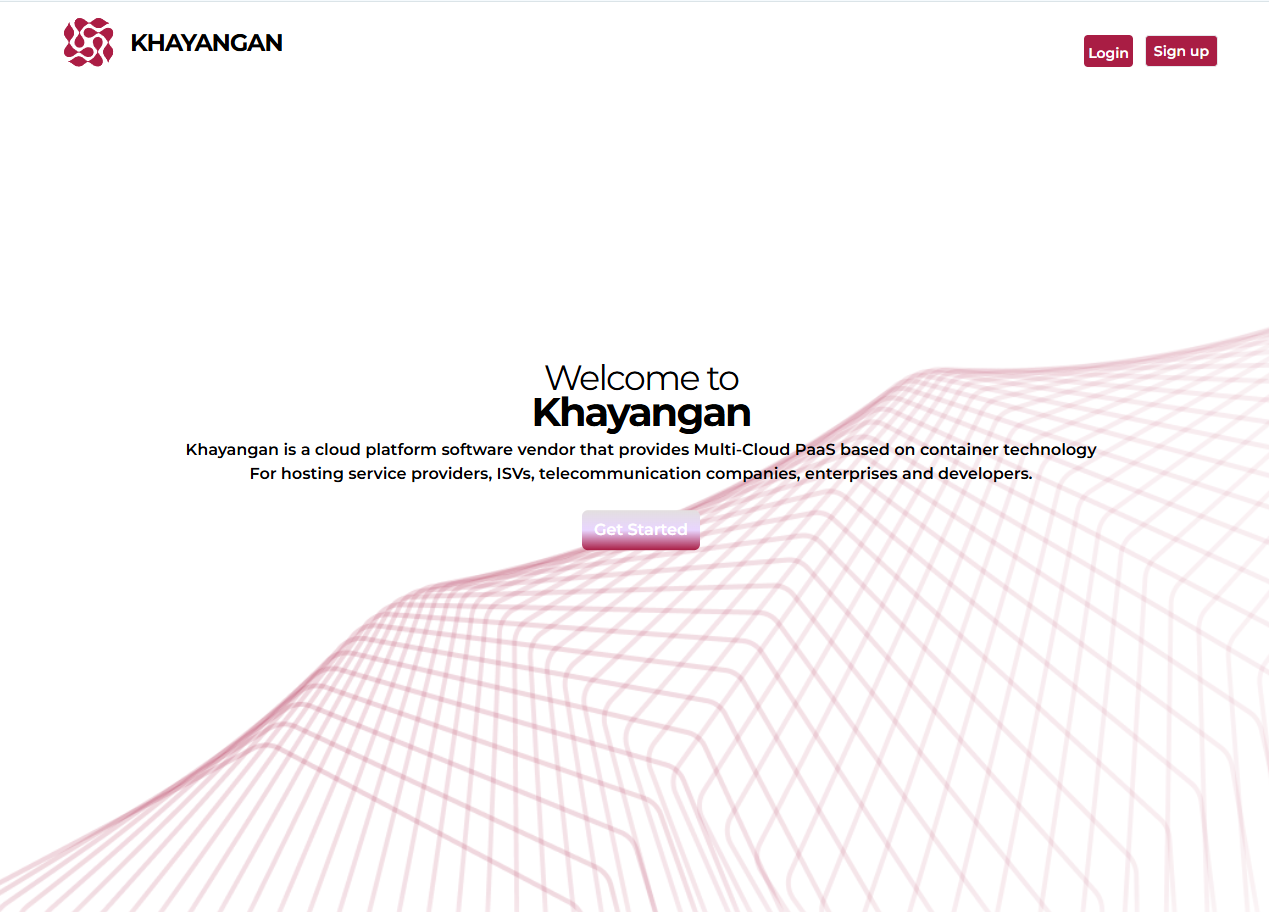 KHAYANGAN
Login
Sign up
Welcome to
Khayangan
Khayangan is a cloud platform software vendor that provides Multi-Cloud PaaS based on container technology
For hosting service providers, ISVs, telecommunication companies, enterprises and developers.
Get Started